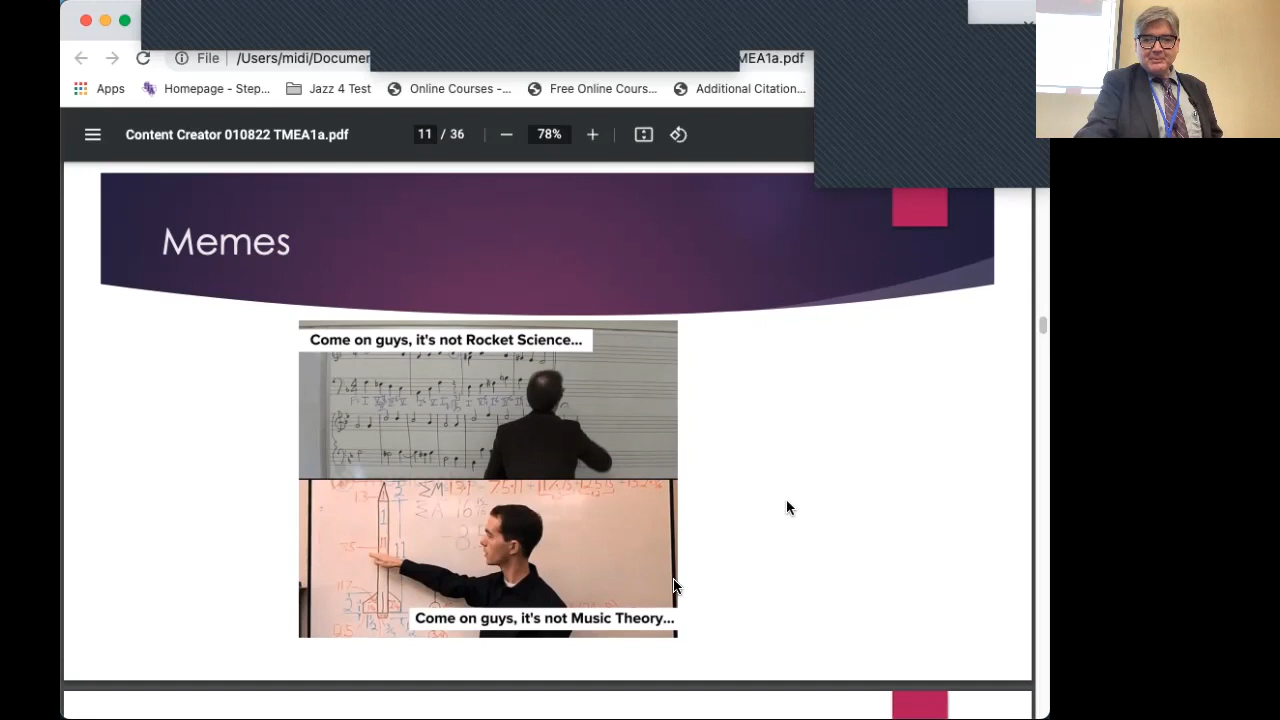 File
/Users/midi/Documen
MEA1a.pdf
Apps
Homepage - Step...
Jazz 4 Test
Online Courses -...
Free Online Cours...
Additional Citation...
Content Creator 010822 TMEA1a.pdf
11 / 36
78%
Memes
Come on guys, it's not Rocket Science...
Come on guys, it's not Music Theory...